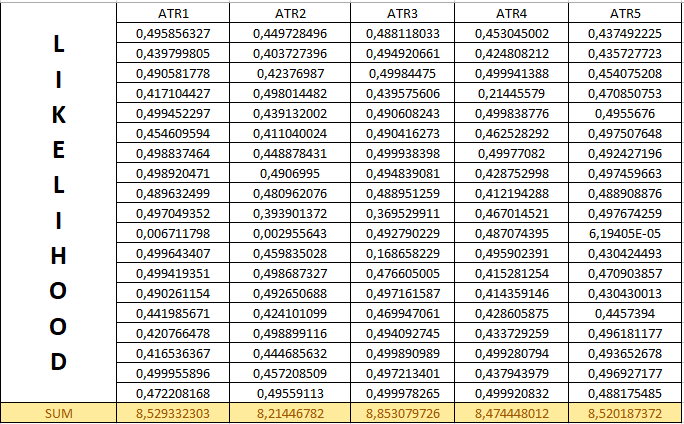 ATR1 ATR2 ATR3 ATR4 ATR5
LIKELIHOOD
0,495856327 0,449728496 0,488118033 0,453045002 0,437492225
0,439799805 0,403727396 0,494920661 0,424808212 0,435727723
0,490581778 0,42376987 0,49984475 0,499941388 0,454075208
0,417104427 0,498014482 0,439575606 0,21445579 0,470850753
0,499452297 0,439132002 0,490608243 0,499838776 0,4955676
0,454609594 0,411040024 0,490416273 0,462528292 0,497507648
0,498837464 0,448878431 0,499938398 0,49977082 0,492427196
0,498920471 0,4906995 0,494839081 0,428752998 0,497459663
0,489632499 0,480962076 0,488951259 0,412194288 0,488908876
0,497049352 0,393901372 0,369529911 0,467014521 0,497674259
0,006711798 0,002955643 0,492790229 0,487074395 6,19405E-05
0,499643407 0,459835028 0,168658229 0,495902391 0,430424493
0,499419351 0,498687327 0,476605005 0,415281254 0,470903857
0,490261154 0,492650688 0,497161587 0,414359146 0,430430013
0,441985671 0,424101099 0,469947061 0,428605875 0,4457394
0,420766478 0,498899116 0,494092745 0,433729259 0,496181177
0,416536367 0,444685632 0,499890989 0,499280794 0,493652678
0,499955896 0,457208509 0,497213401 0,437943979 0,496927177
0,472208168 0,49559113 0,499978265 0,499920832 0,488175485
SUM 8,529332303 8,21446782 8,853079726 8,474448012 8,520187372